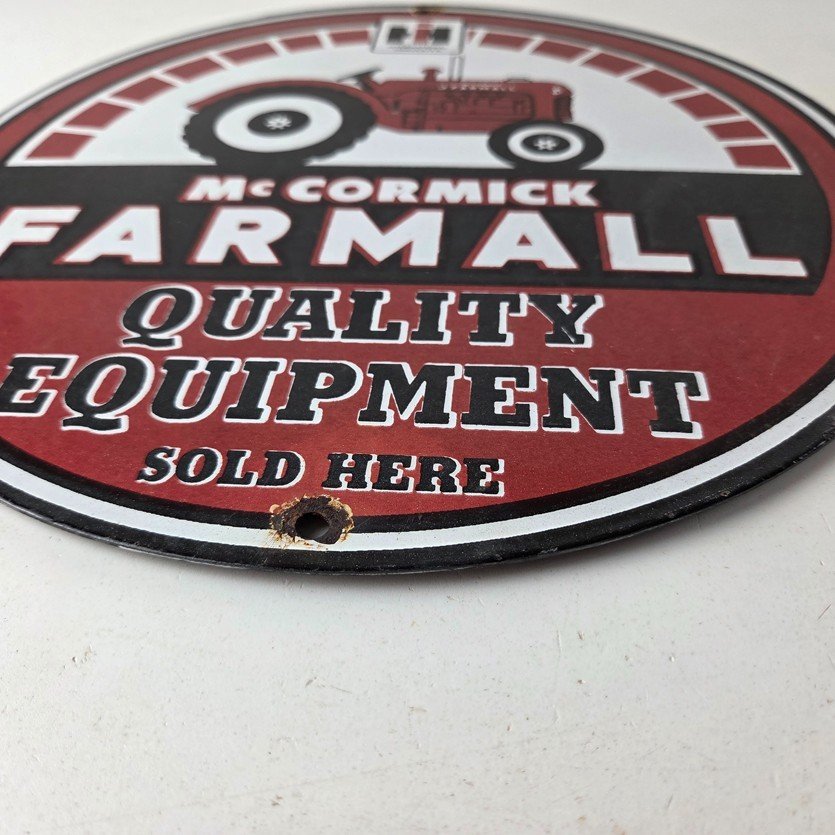 McCORMICK
FARMALL
QUALITY
EQUIPMENT
SOLD HERE